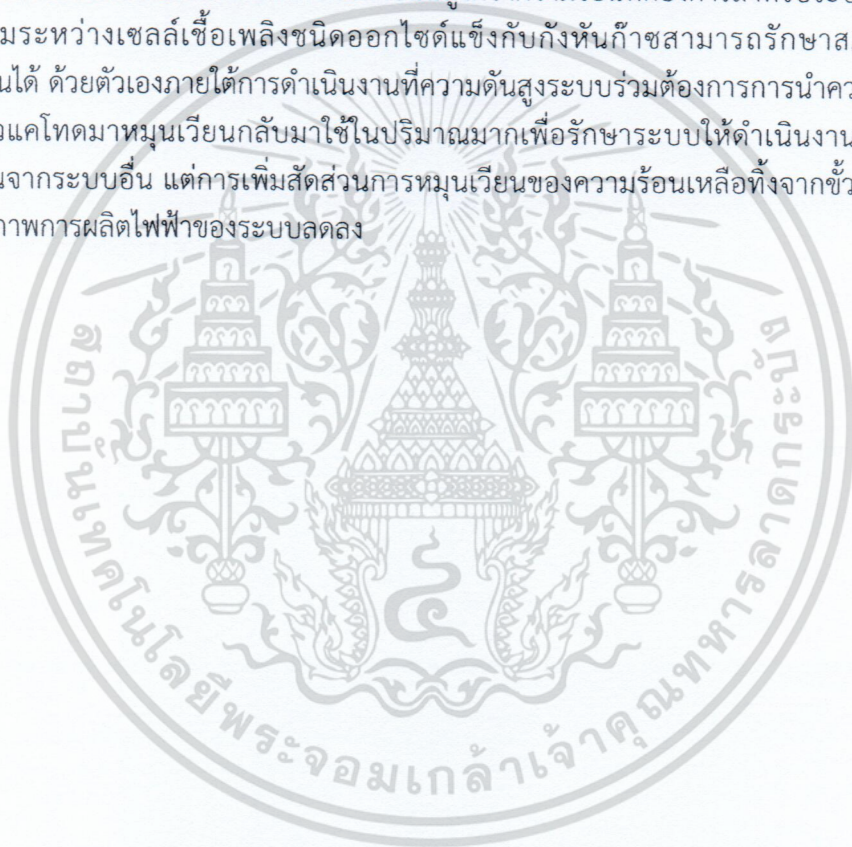 มระหว่างเซลล์เชื้อเพลิงชนิดออกไซด์แข็งกับกังหันก๊าซสามารถรักษาส
นได้ ด้วยตัวเองภายใต้การดำเนินงานที่ความดันสูงระบบร่วมต้องการการนำคว
วแคโทดมาหมุนเวียนกลับมาใช้ในปริมาณมากเพื่อรักษาระบบให้ดำเนินงาน
นจากระบบอื่น แต่การเพิ่มสัดส่วนการหมุนเวียนของความร้อนเหลือทิ้งจากขั้ว
ภาพการผลิตไฟฟ้าของระบบลดลง
๔
สถาบันเทคโนโลยีพระจอมเกล้าเจ้าคุณทหารลาดกระบัง